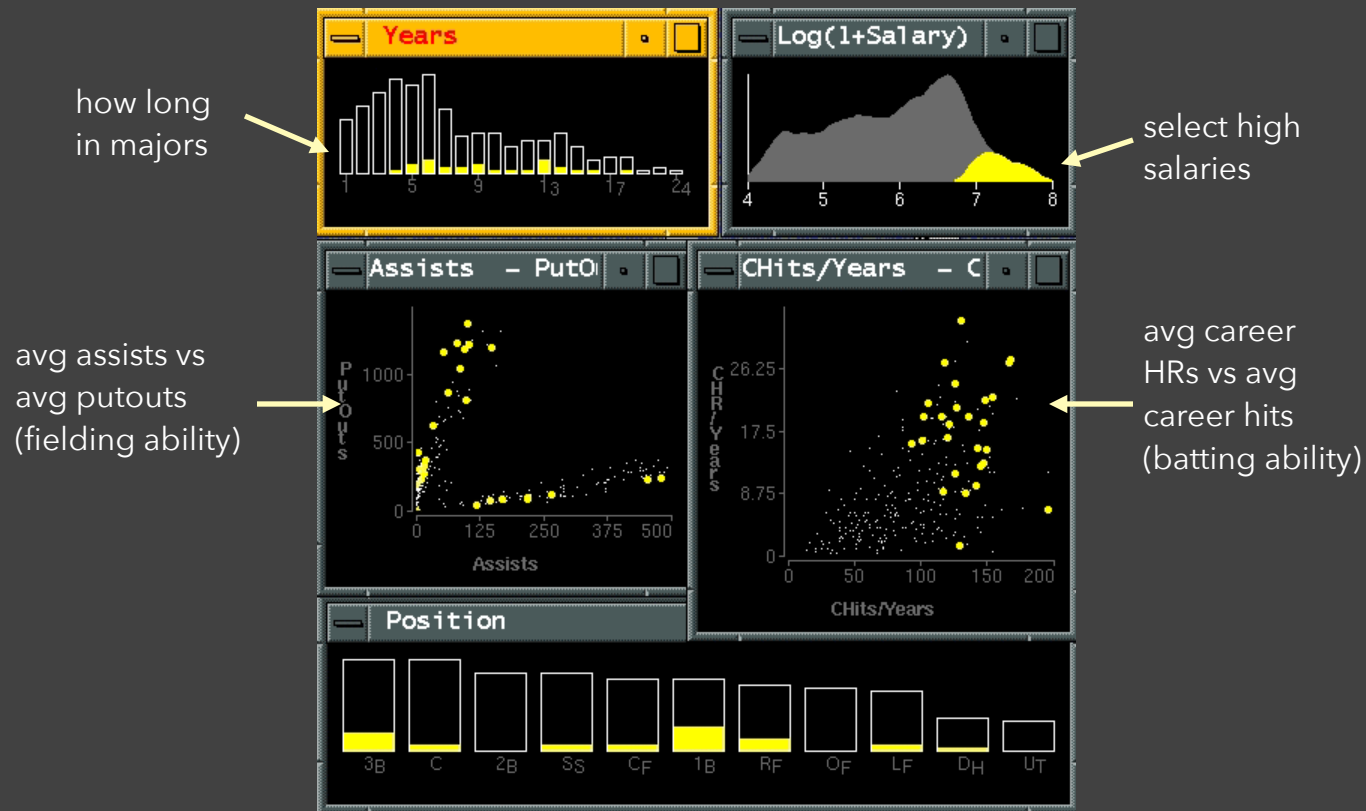 Years
Log(1+Salary)
how long
in majors
select high
salaries
1 5 9 13 17 24
4 5 6 7 8
Assists - PutO
CHits/Years - C
avg assists vs
avg putouts
(fielding ability)
PutOuts
1000
500
0
0 125 250 375 500
Assists
CHR/Years
26.25
17.5
8.75
0
0 50 100 150 200
CHits/Years
avg career
HRs vs avg
career hits
(batting ability)
Position
3B C 2B SS CF 1B RF OF LF DH UT